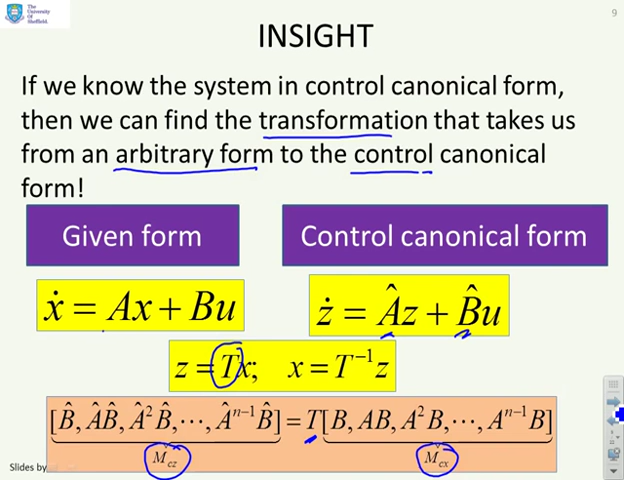 The University Of Sheffield.
9
INSIGHT
If we know the system in control canonical form,
then we can find the transformation that takes us
from an arbitrary form to the control canonical
form!
Given form
Control canonical form
ẋ = Ax + Bu
ż = Âz + B̂u
z = Tx; x = T⁻¹z
[B̂, ÂB̂, Â²B̂, ⋯, Âⁿ⁻¹B̂] = T[B, AB, A²B, ⋯, Aⁿ⁻¹B]
M_cz M_cx
Slides by